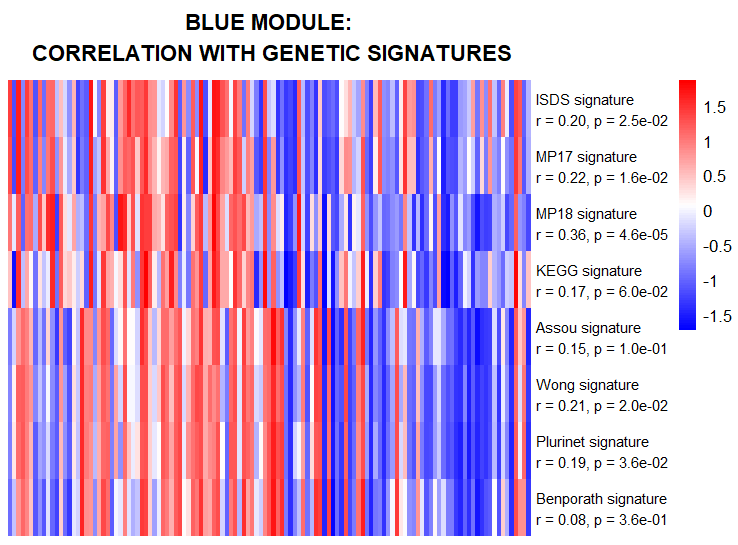 BLUE MODULE:
CORRELATION WITH GENETIC SIGNATURES
ISDS signature
r = 0.20, p = 2.5e-02
MP17 signature
r = 0.22, p = 1.6e-02
MP18 signature
r = 0.36, p = 4.6e-05
KEGG signature
r = 0.17, p = 6.0e-02
Assou signature
r = 0.15, p = 1.0e-01
Wong signature
r = 0.21, p = 2.0e-02
Plurinet signature
r = 0.19, p = 3.6e-02
Benporath signature
r = 0.08, p = 3.6e-01
1.5
1
0.5
0
-0.5
-1
-1.5